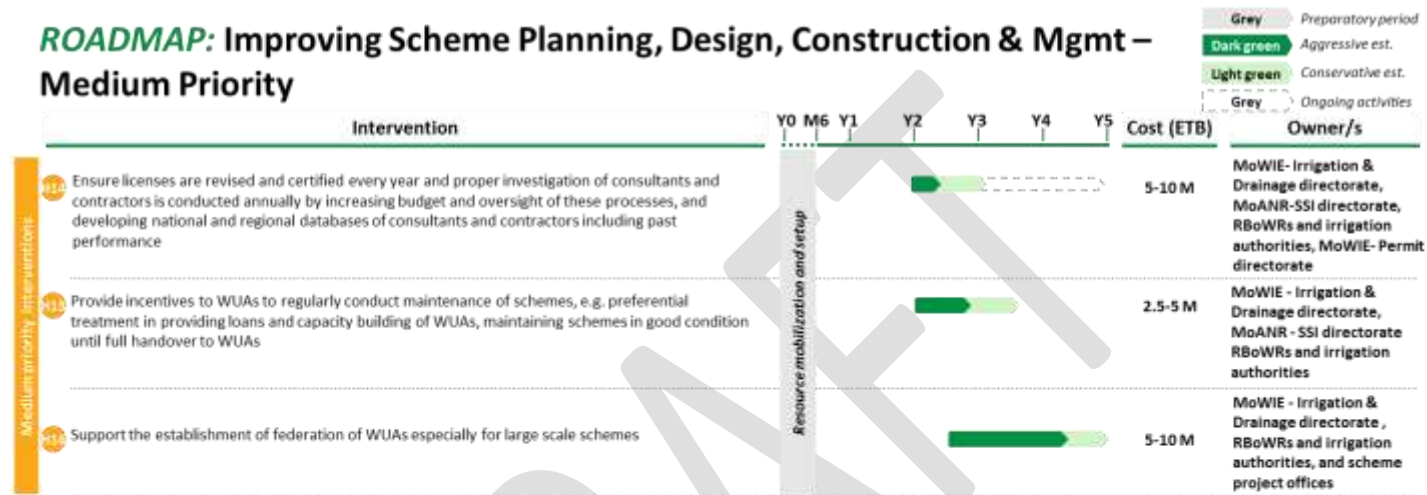 ROADMAP: Improving Scheme Planning, Design, Construction & Mgmt –
Medium Priority
Grey Preparatory period
Dark green Aggressive est.
Light green Conservative est.
Grey Ongoing activities
Intervention
Y0 M6 Y1 Y2 Y3 Y4 Y5
Cost (ETB)
Owner/s
Medium priority interventions
Resource mobilization and setup
Ensure licenses are revised and certified every year and proper investigation of consultants and
contractors is conducted annually by increasing budget and oversight of these processes, and
developing national and regional databases of consultants and contractors including past
performance
5-10 M
MoWIE- Irrigation &
Drainage directorate,
MoANR-SSI directorate,
RBoWRs and irrigation
authorities, MoWIE- Permit
directorate
Provide incentives to WUAs to regularly conduct maintenance of schemes, e.g. preferential
treatment in providing loans and capacity building of WUAs, maintaining schemes in good condition
until full handover to WUAs
2.5-5 M
MoWIE - Irrigation &
Drainage directorate,
MoANR - SSI directorate
RBoWRs and irrigation
authorities
Support the establishment of federation of WUAs especially for large scale schemes
5-10 M
MoWIE - Irrigation &
Drainage directorate ,
RBoWRs and irrigation
authorities, and scheme
project offices